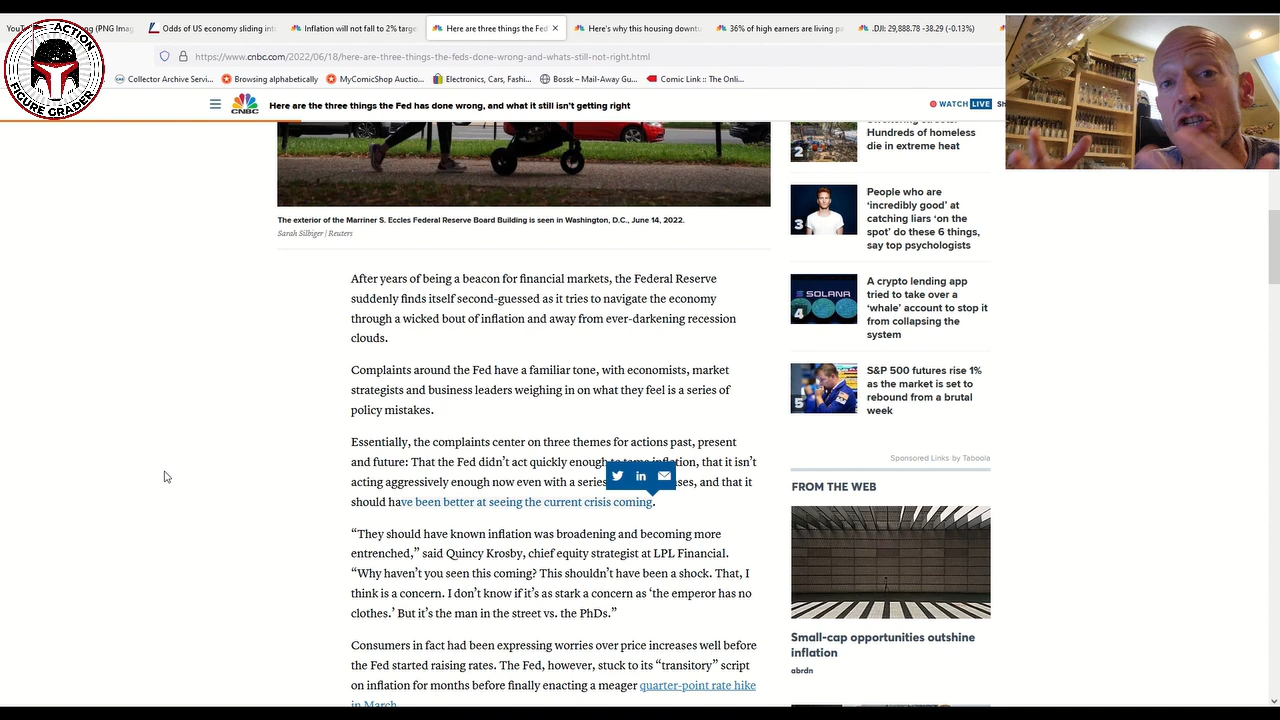 YouT
ng (PNG Imag
Odds of US economy sliding into
Inflation will not fall to 2% targe
Here are three things the Fed
Here's why this housing downtu
36% of high earners are living pa
.DJI: 29,888.78 -38.29 (-0.13%)
ACTION
FIGURE GRADER
https://www.cnbc.com/2022/06/18/here-are-three-things-the-feds-done-wrong-and-whats-still-not-right.html
Collector Archive Servi...
Browsing alphabetically
MyComicShop Auctio...
Electronics, Cars, Fashi...
Bossk – Mail-Away Gu...
Comic Link :: The Onli...
CNBC
Here are the three things the Fed has done wrong, and what it still isn't getting right
WATCH LIVE
Hundreds of homeless
die in extreme heat
2
The exterior of the Marriner S. Eccles Federal Reserve Board Building is seen in Washington, D.C., June 14, 2022.
Sarah Silbiger | Reuters
After years of being a beacon for financial markets, the Federal Reserve
suddenly finds itself second-guessed as it tries to navigate the economy
through a wicked bout of inflation and away from ever-darkening recession
clouds.
Complaints around the Fed have a familiar tone, with economists, market
strategists and business leaders weighing in on what they feel is a series of
policy mistakes.
Essentially, the complaints center on three themes for actions past, present
and future: That the Fed didn't act quickly enough to tame inflation, that it isn't
acting aggressively enough now even with a series ses, and that it
should have been better at seeing the current crisis coming.
“They should have known inflation was broadening and becoming more
entrenched,” said Quincy Krosby, chief equity strategist at LPL Financial.
“Why haven't you seen this coming? This shouldn't have been a shock. That, I
think is a concern. I don't know if it's as stark a concern as ‘the emperor has no
clothes.’ But it's the man in the street vs. the PhDs.”
Consumers in fact had been expressing worries over price increases well before
the Fed started raising rates. The Fed, however, stuck to its “transitory” script
on inflation for months before finally enacting a meager quarter-point rate hike
in March.
3
People who are
‘incredibly good’ at
catching liars ‘on the
spot’ do these 6 things,
say top psychologists
4
SOLANA
A crypto lending app
tried to take over a
‘whale’ account to stop it
from collapsing the
system
5
S&P 500 futures rise 1%
as the market is set to
rebound from a brutal
week
Sponsored Links by Taboola
FROM THE WEB
Small-cap opportunities outshine
inflation
abrdn